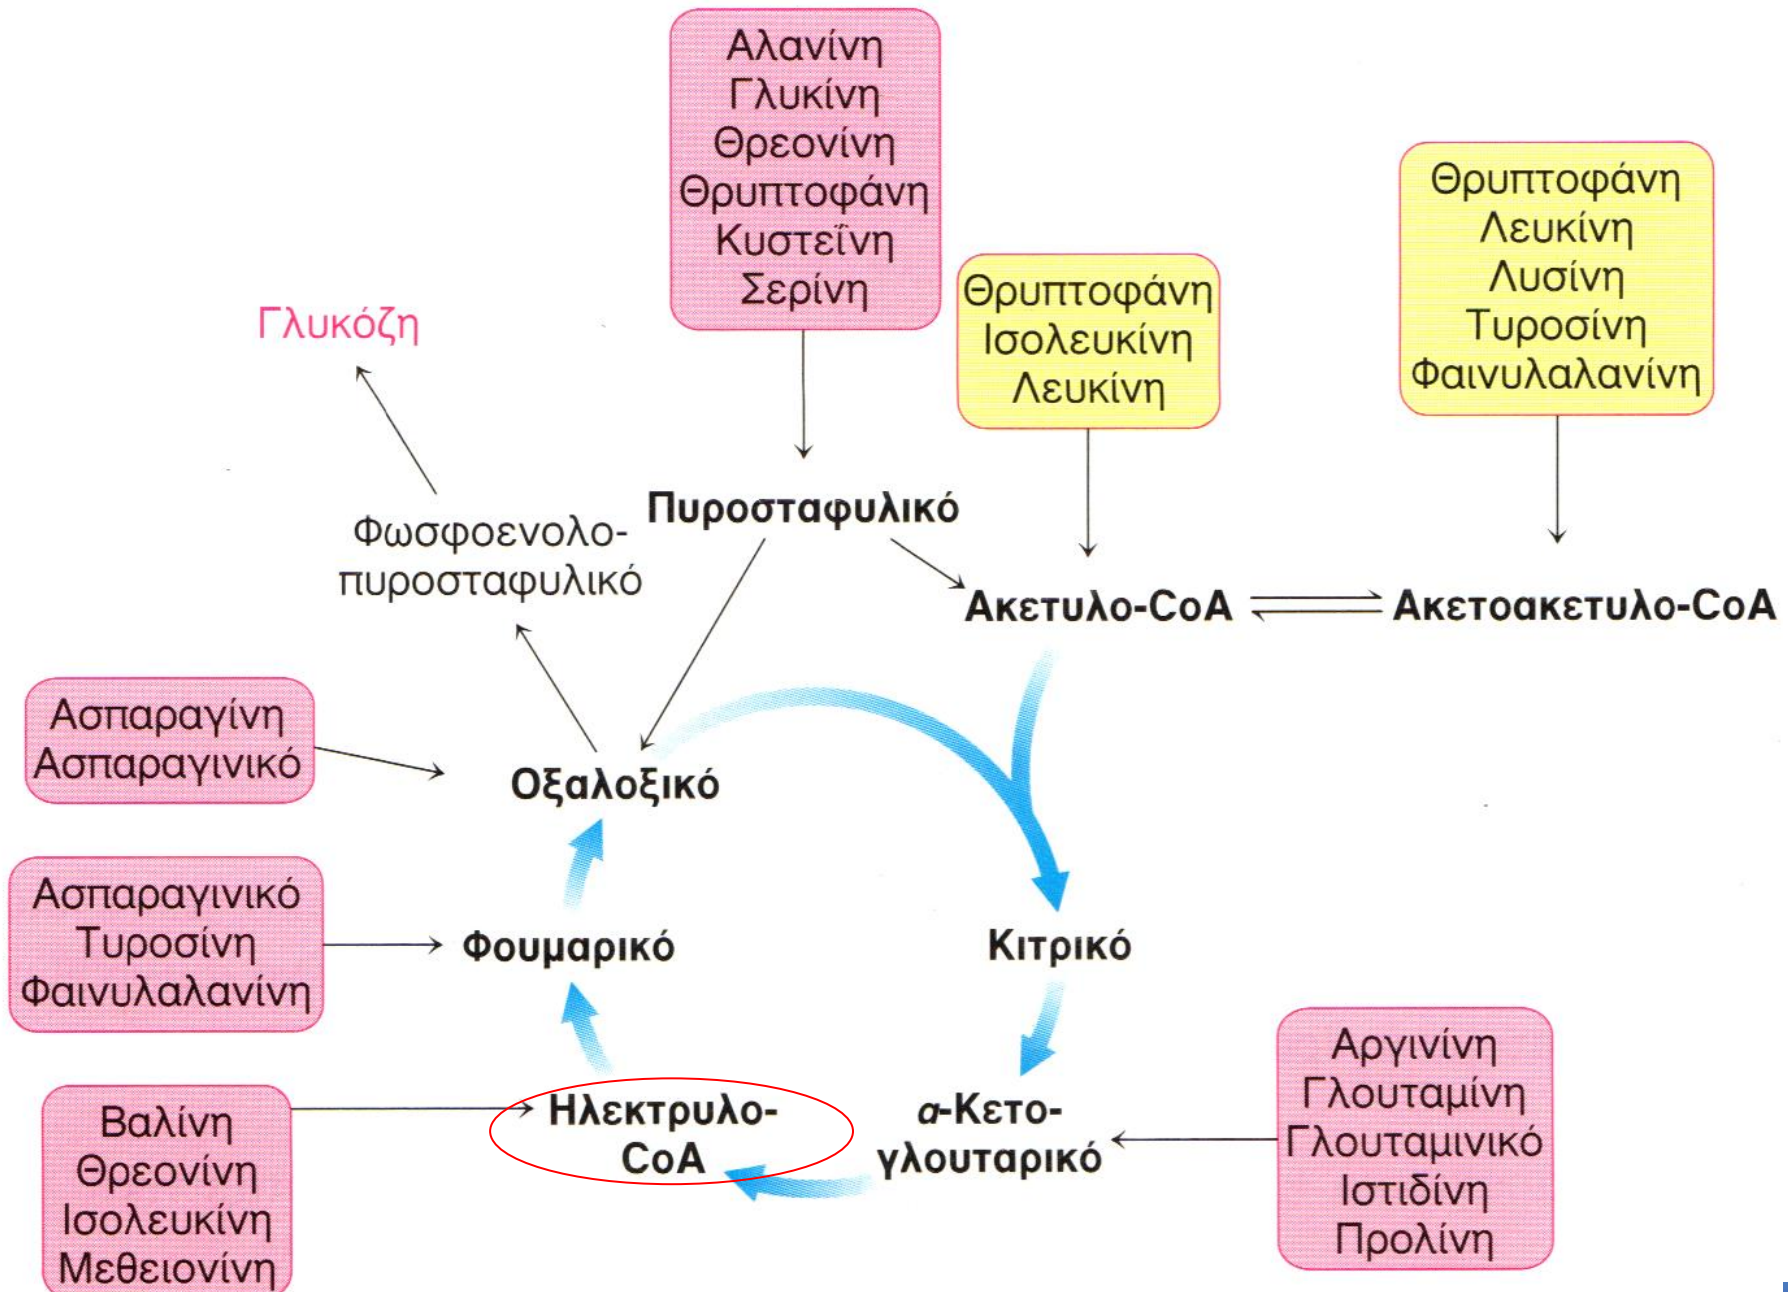 Αλανίνη
Γλυκίνη
Θρεονίνη
Θρυπτοφάνη
Κυστεΐνη
Σερίνη
Θρυπτοφάνη
Ισολευκίνη
Λευκίνη
Θρυπτοφάνη
Λευκίνη
Λυσίνη
Τυροσίνη
Φαινυλαλανίνη
Γλυκόζη
Φωσφοενολο-
πυροσταφυλικό
Πυροσταφυλικό
Ακετυλο-CoA
Ακετοακετυλο-CoA
Ασπαραγίνη
Ασπαραγινικό
Οξαλοξικό
Ασπαραγινικό
Τυροσίνη
Φαινυλαλανίνη
Φουμαρικό
Κιτρικό
Βαλίνη
Θρεονίνη
Ισολευκίνη
Μεθειονίνη
Ηλεκτρυλο-
CoA
α-Κετο-
γλουταρικό
Αργινίνη
Γλουταμίνη
Γλουταμινικό
Ιστιδίνη
Προλίνη